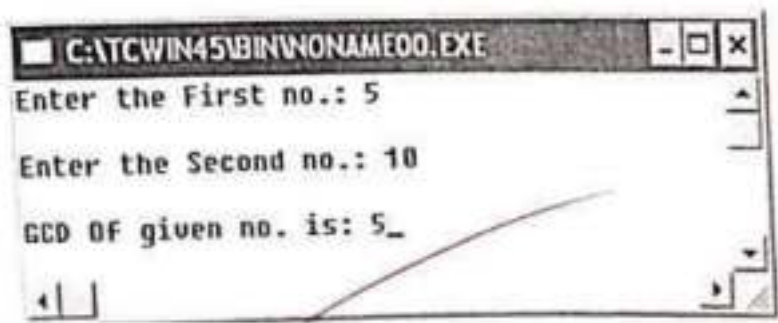 C:\TCWIN45\BIN\NONAME00.EXE
Enter the First no.: 5
Enter the Second no.: 10
GCD Of given no. is: 5_